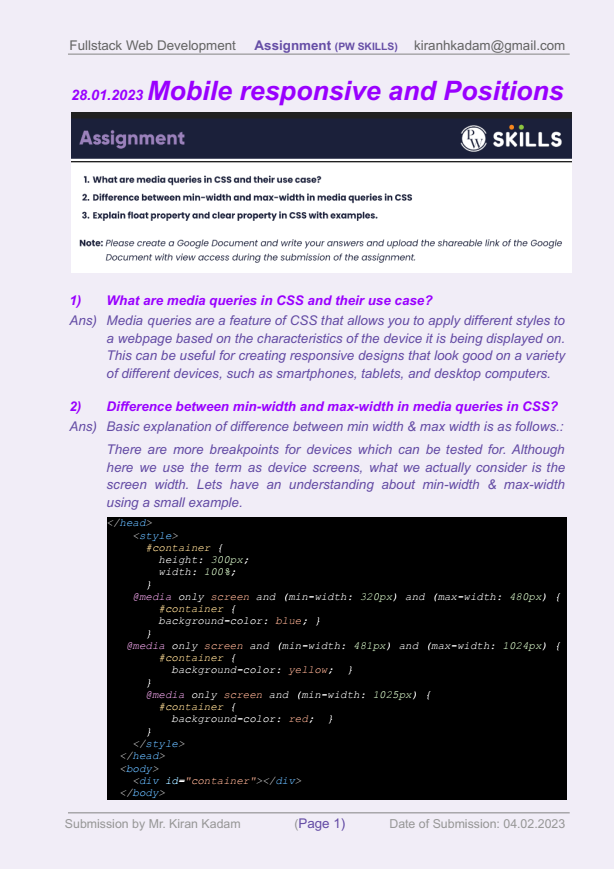 Fullstack Web Development Assignment (PW SKILLS) kiranhkadam@gmail.com
28.01.2023 Mobile responsive and Positions
Assignment PW SKILLS
1. What are media queries in CSS and their use case?
2. Difference between min-width and max-width in media queries in CSS
3. Explain float property and clear property in CSS with examples.
Note: Please create a Google Document and write your answers and upload the shareable link of the Google
Document with view access during the submission of the assignment.
1) What are media queries in CSS and their use case?
Ans) Media queries are a feature of CSS that allows you to apply different styles to
a webpage based on the characteristics of the device it is being displayed on.
This can be useful for creating responsive designs that look good on a variety
of different devices, such as smartphones, tablets, and desktop computers.
2) Difference between min-width and max-width in media queries in CSS?
Ans) Basic explanation of difference between min width & max width is as follows.:
There are more breakpoints for devices which can be tested for. Although
here we use the term as device screens, what we actually consider is the
screen width. Lets have an understanding about min-width & max-width
using a small example.
</head>
<style>
#container {
height: 300px;
width: 100%;
}
@media only screen and (min-width: 320px) and (max-width: 480px) {
#container {
background-color: blue; }
}
@media only screen and (min-width: 481px) and (max-width: 1024px) {
#container {
background-color: yellow; }
}
@media only screen and (min-width: 1025px) {
#container {
background-color: red; }
}
</style>
</head>
<body>
<div id="container"></div>
</body>
Submission by Mr. Kiran Kadam (Page 1) Date of Submission: 04.02.2023